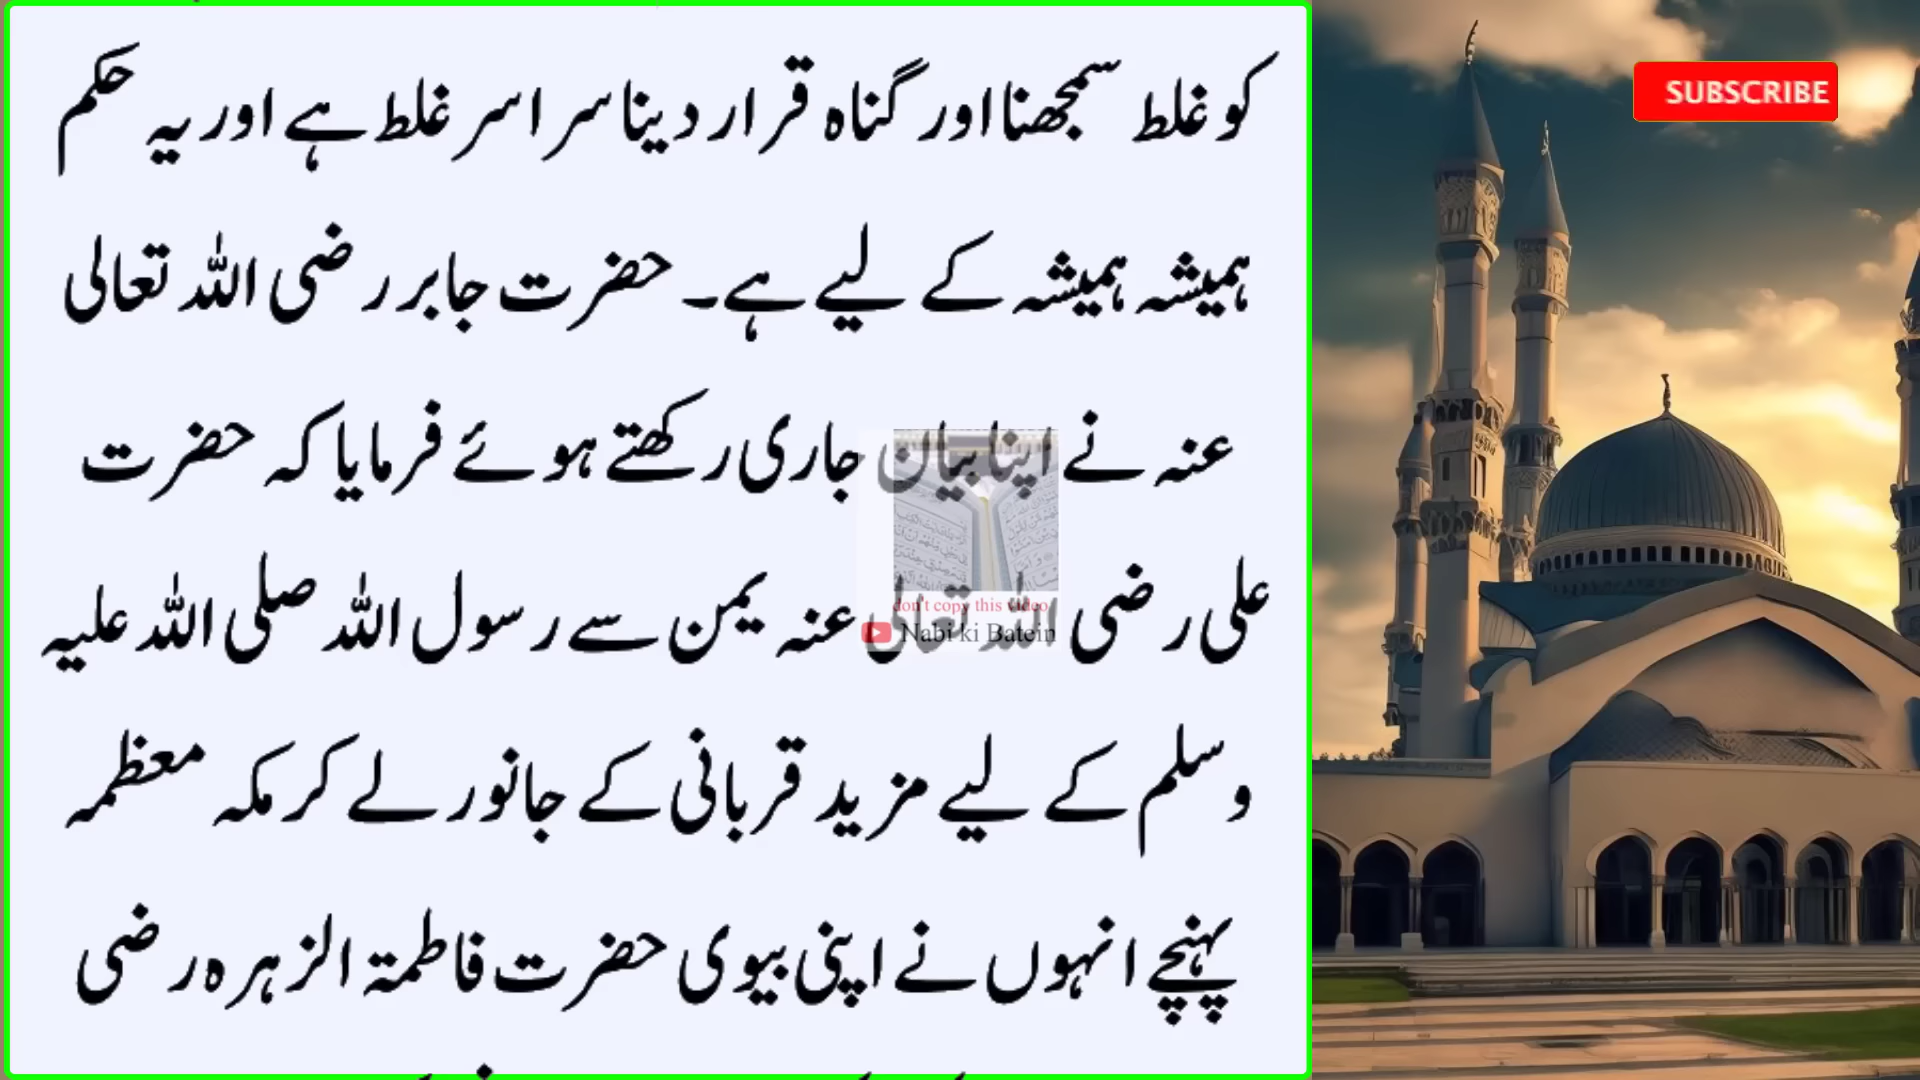 کو غلط سمجھنا اور گناہ قرار دینا سراسر غلط ہے اور یہ حکم
ہمیشہ ہمیشہ کے لیے ہے۔ حضرت جابر رضی اللہ تعالی
عنہ نے اپنا بیان جاری رکھتے ہوئے فرمایا کہ حضرت
علی رضی اللہ تعالی عنہ یمن سے رسول اللہ صلی اللہ علیہ
وسلم کے لیے مزید قربانی کے جانور لے کر مکہ معظمہ
پہنچے انہوں نے اپنی بیوی حضرت فاطمۃ الزہرہ رضی
SUBSCRIBE
don't copy this video
Nabi ki Batein